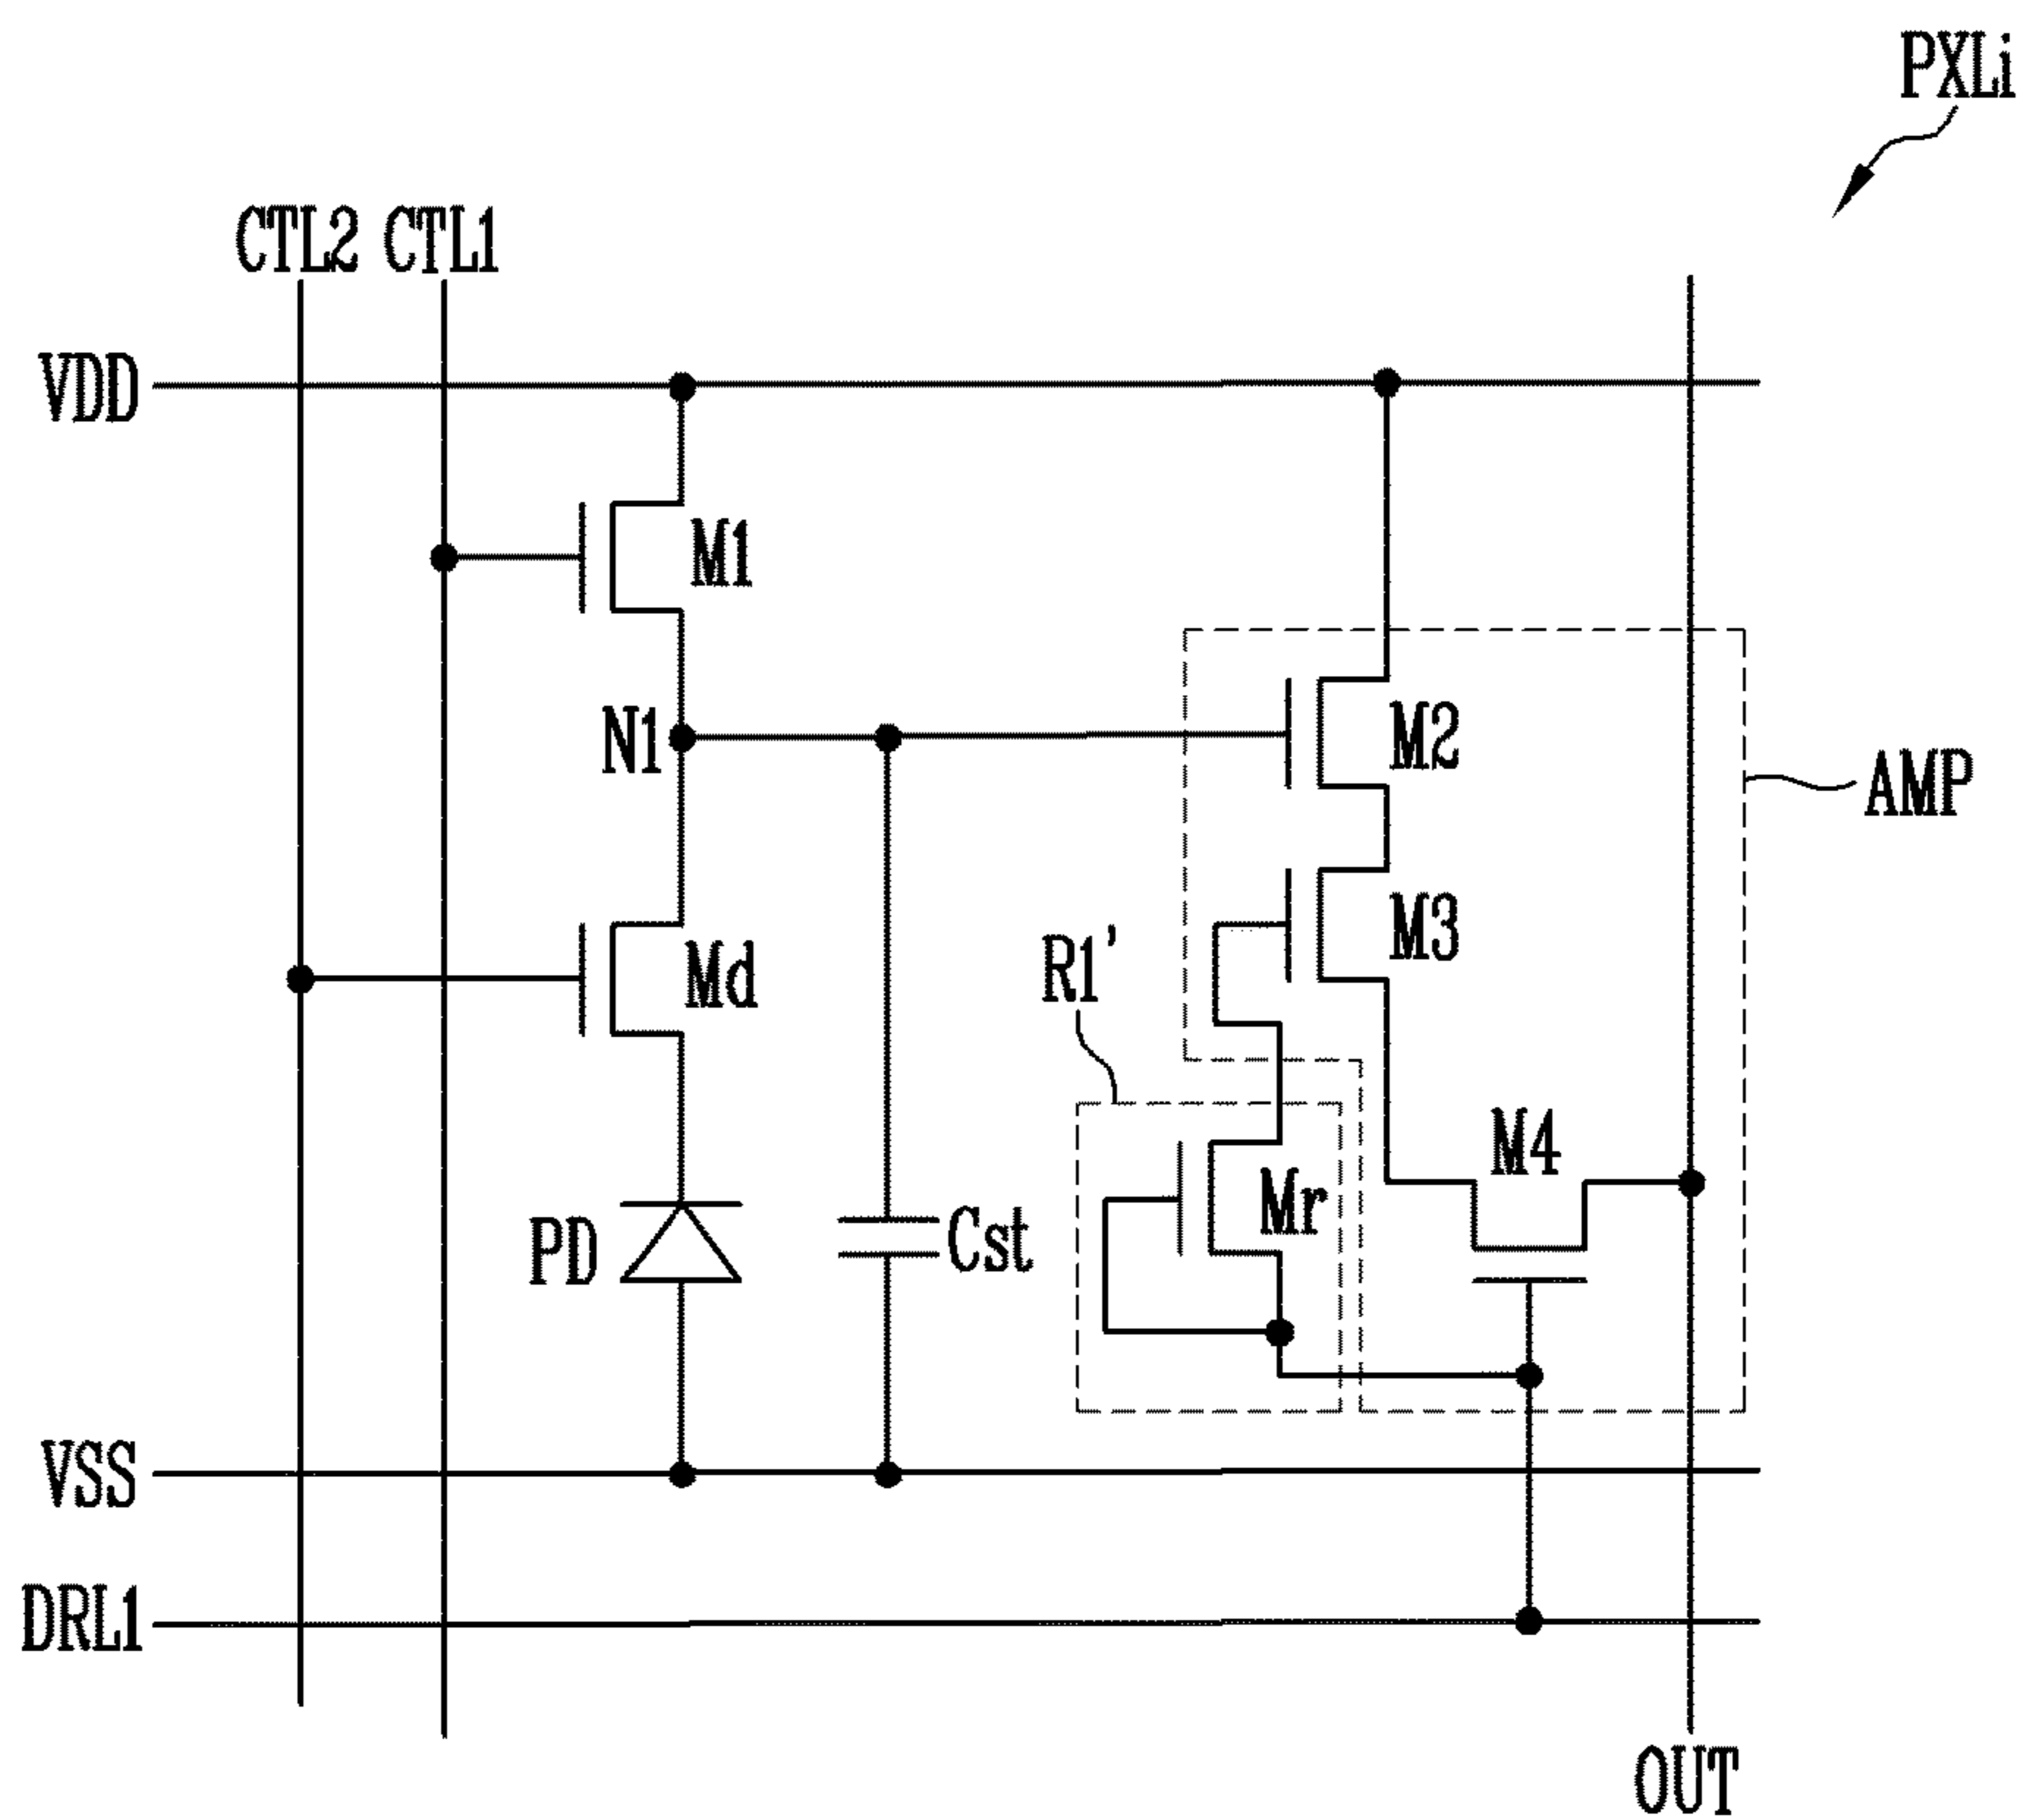 PXLi
CTL2 CTL1
VDD
M1
N1
M2
AMP
M3
Md
R1'
M4
Mr
PD
Cst
VSS
DRL1
OUT